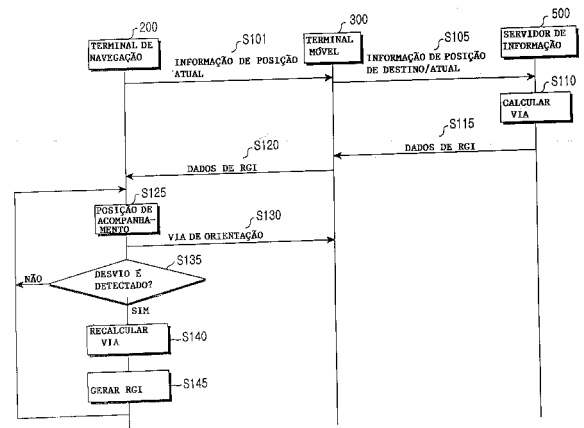 200
300
500
TERMINAL DE
NAVEGAÇÃO
TERMINAL
MÓVEL
SERVIDOR DE
INFORMAÇÃO
S101
INFORMAÇÃO DE POSIÇÃO
ATUAL
S105
INFORMAÇÃO DE POSIÇÃO
DE DESTINO/ATUAL
S110
CALCULAR
VIA
S115
DADOS DE RGI
S120
DADOS DE RGI
S125
POSIÇÃO DE
ACOMPANHA-
MENTO
S130
VIA DE ORIENTAÇÃO
S135
DESVIO É
DETECTADO?
NÃO
SIM
RECALCULAR
VIA
S140
GERAR RGI
S145